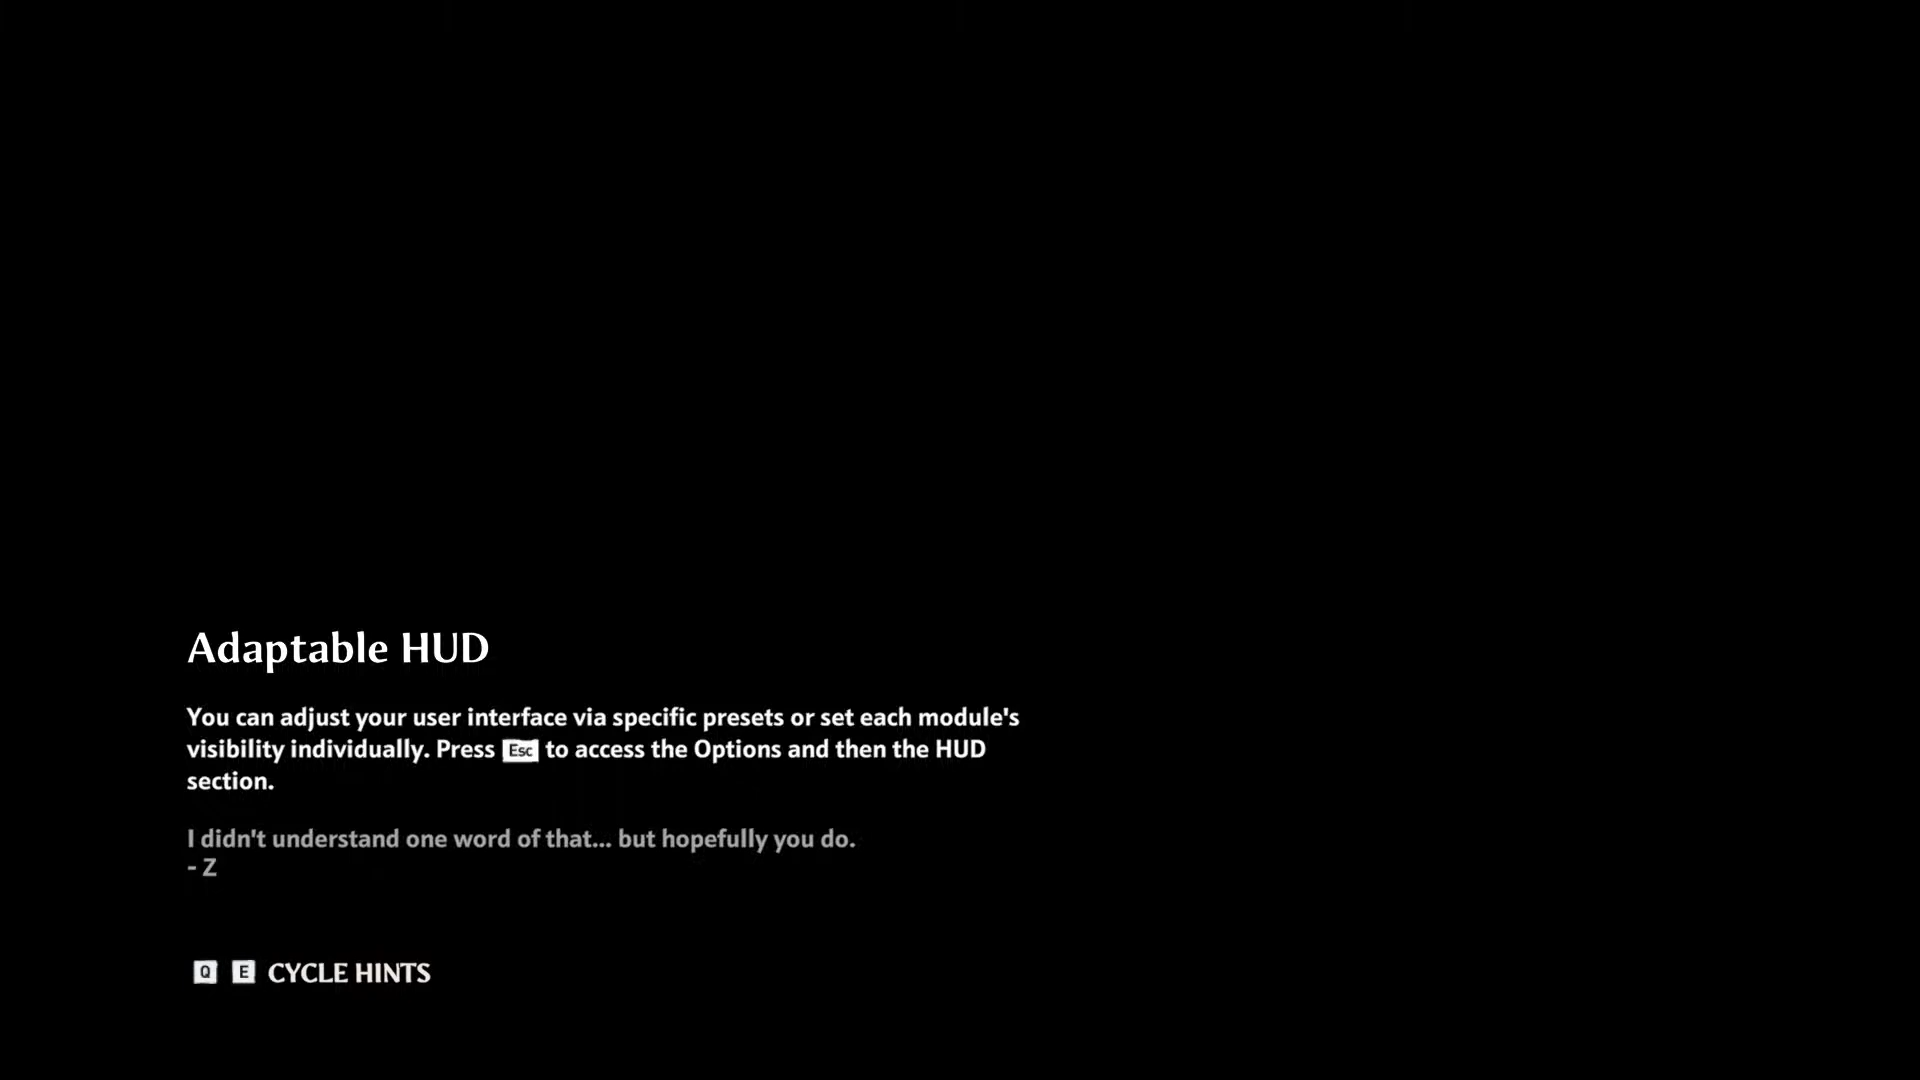 Adaptable HUD
You can adjust your user interface via specific presets or set each module's
visibility individually. Press Esc to access the Options and then the HUD
section.
I didn't understand one word of that... but hopefully you do.
- Z
Q E CYCLE HINTS